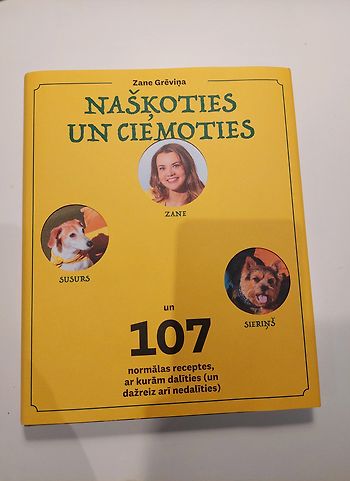 Zane Grēviņa
NAŠĶOTIES
UN CIEMOTIES
ZANE
SUSURS
SIERIŅŠ
un
107
normālas receptes,
ar kurām dalīties (un
dažreiz arī nedalīties)